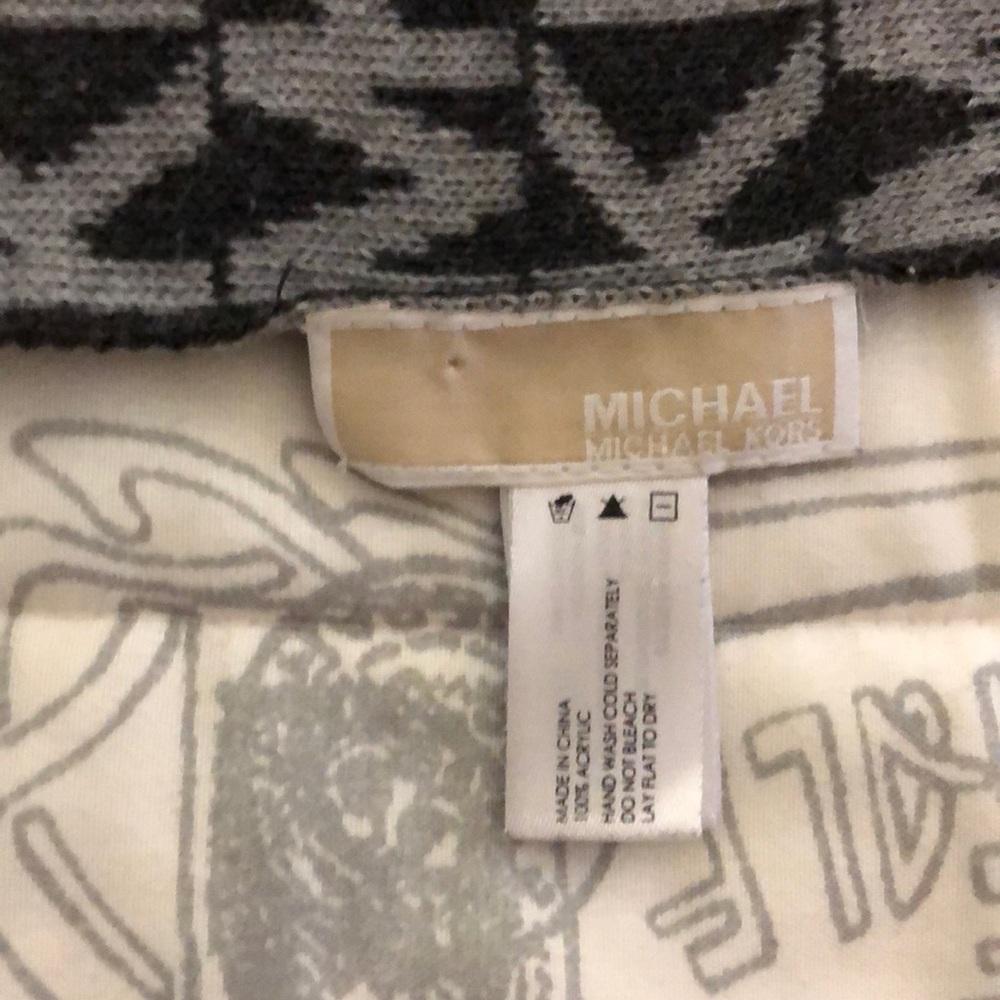 MICHAEL
MICHAEL KORS
MADE IN CHINA
100% ACRYLIC
HAND WASH COLD SEPARATELY
DO NOT BLEACH
LAY FLAT TO DRY